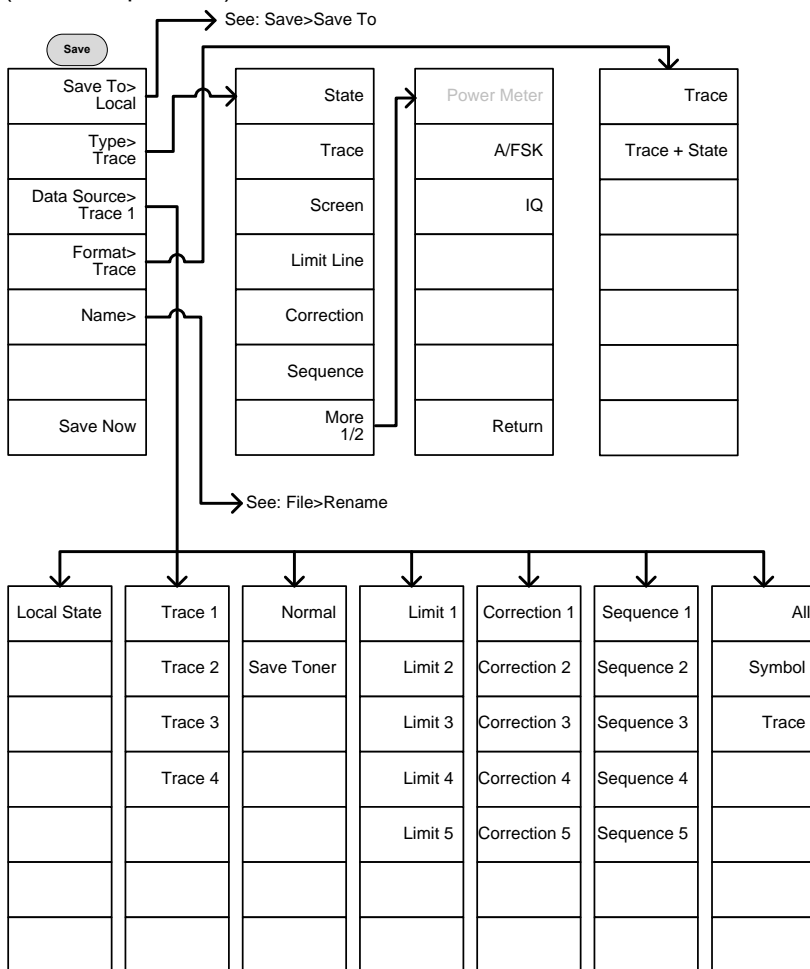 See: Save>Save To
Save
Save To>
Local
Type>
Trace
Data Source>
Trace 1
Format>
Trace
Name>
Save Now
State
Trace
Screen
Limit Line
Correction
Sequence
More
1/2
Power Meter
A/FSK
IQ
Return
Trace
Trace + State
See: File>Rename
Local State
Trace 1
Trace 2
Trace 3
Trace 4
Normal
Save Toner
Limit 1
Limit 2
Limit 3
Limit 4
Limit 5
Correction 1
Correction 2
Correction 3
Correction 4
Correction 5
Sequence 1
Sequence 2
Sequence 3
Sequence 4
Sequence 5
All
Symbol
Trace